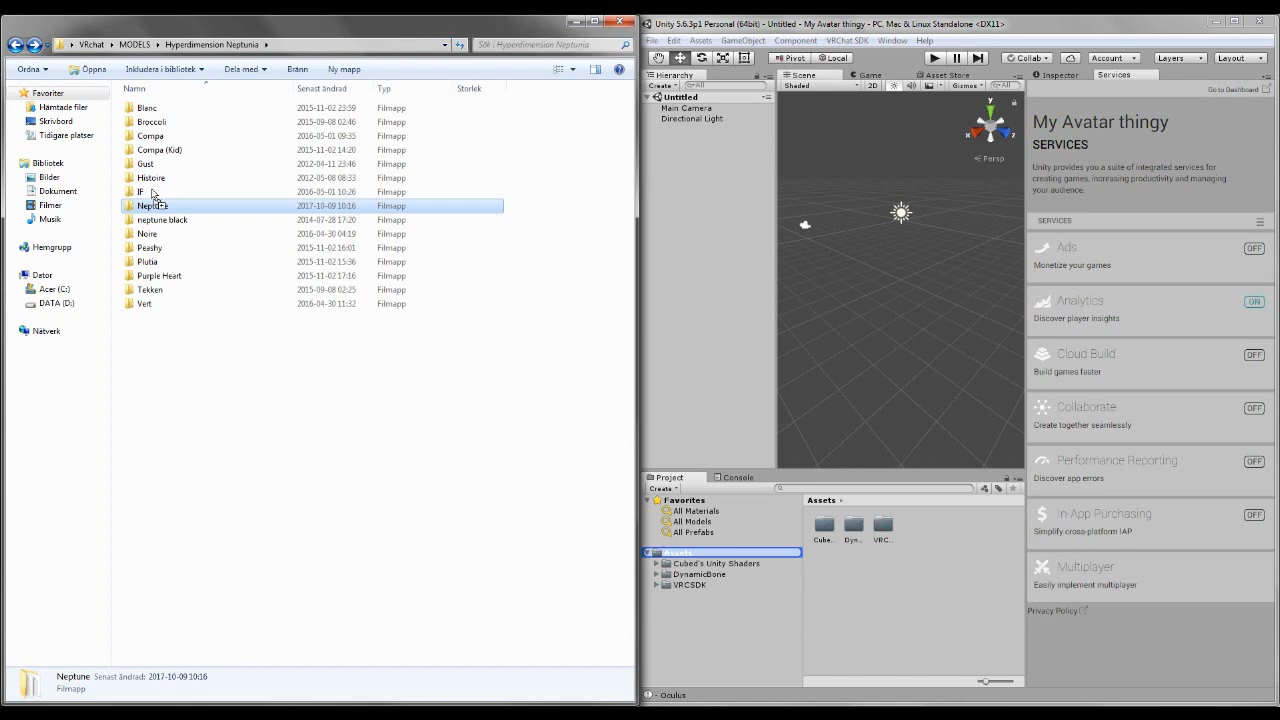 VRchat ▸ MODELS ▸ Hyperdimension Neptunia ▸
Sök i Hyperdimension Neptunia
Ordna
Öppna
Inkludera i bibliotek
Dela med
Bränn
Ny mapp
Namn
Senast ändrad
Typ
Storlek
Favoriter
Hämtade filer
Skrivbord
Tidigare platser
Bibliotek
Bilder
Dokument
Filmer
Musik
Hemgrupp
Dator
Acer (C:)
DATA (D:)
Nätverk
Blanc 2015-11-02 23:59 Filmapp
Broccoli 2015-09-08 02:46 Filmapp
Compa 2016-05-01 09:35 Filmapp
Compa (Kid) 2015-11-02 14:20 Filmapp
Gust 2012-04-11 23:46 Filmapp
Histoire 2012-05-08 08:33 Filmapp
IF 2016-05-01 10:26 Filmapp
Neptune 2017-10-09 10:16 Filmapp
neptune black 2014-07-28 17:20 Filmapp
Noire 2016-04-30 04:19 Filmapp
Peashy 2015-11-02 16:01 Filmapp
Plutia 2015-11-02 15:36 Filmapp
Purple Heart 2015-11-02 17:16 Filmapp
Tekken 2015-09-08 02:25 Filmapp
Vert 2016-04-30 11:32 Filmapp
Neptune Senast ändrad: 2017-10-09 10:16
Filmapp
Unity 5.6.3p1 Personal (64bit) - Untitled - My Avatar thingy - PC, Mac & Linux Standalone <DX11>
File Edit Assets GameObject Component VRChat SDK Window Help
Pivot Local
Collab
Account
Layers
Layout
Hierarchy
Create
All
Untitled
Main Camera
Directional Light
Scene
Game
Asset Store
Shaded
2D
Gizmos
All
y
x
z
Persp
Inspector
Services
Go to Dashboard
My Avatar thingy
SERVICES
Unity provides you a suite of integrated services for
creating games, increasing productivity and managing
your audience.
SERVICES
Ads
OFF
Monetize your games
Analytics
ON
Discover player insights
Cloud Build
OFF
Build games faster
Collaborate
OFF
Create together seamlessly
Performance Reporting
OFF
Discover app errors
In-App Purchasing
OFF
Simplify cross-platform IAP
Multiplayer
Easily implement multiplayer
Privacy Policy
Project
Console
Create
Favorites
All Materials
All Models
All Prefabs
Assets
Cubed's Unity Shaders
DynamicBone
VRCSDK
Assets
Cube...
Dyn...
VRC...
Oculus